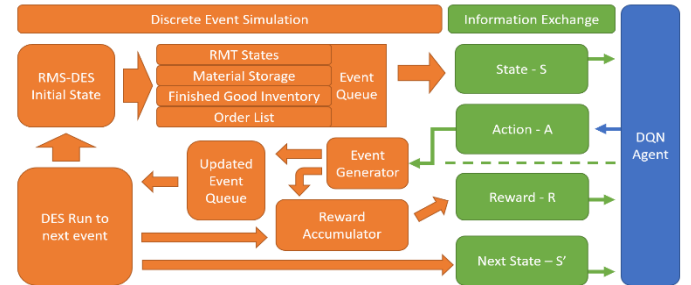 Discrete Event Simulation
Information Exchange
RMS-DES
Initial State
RMT States
Material Storage
Finished Good Inventory
Order List
Event
Queue
State - S
Action - A
DQN
Agent
Updated
Event
Queue
Event
Generator
DES Run to
next event
Reward
Accumulator
Reward - R
Next State – S’